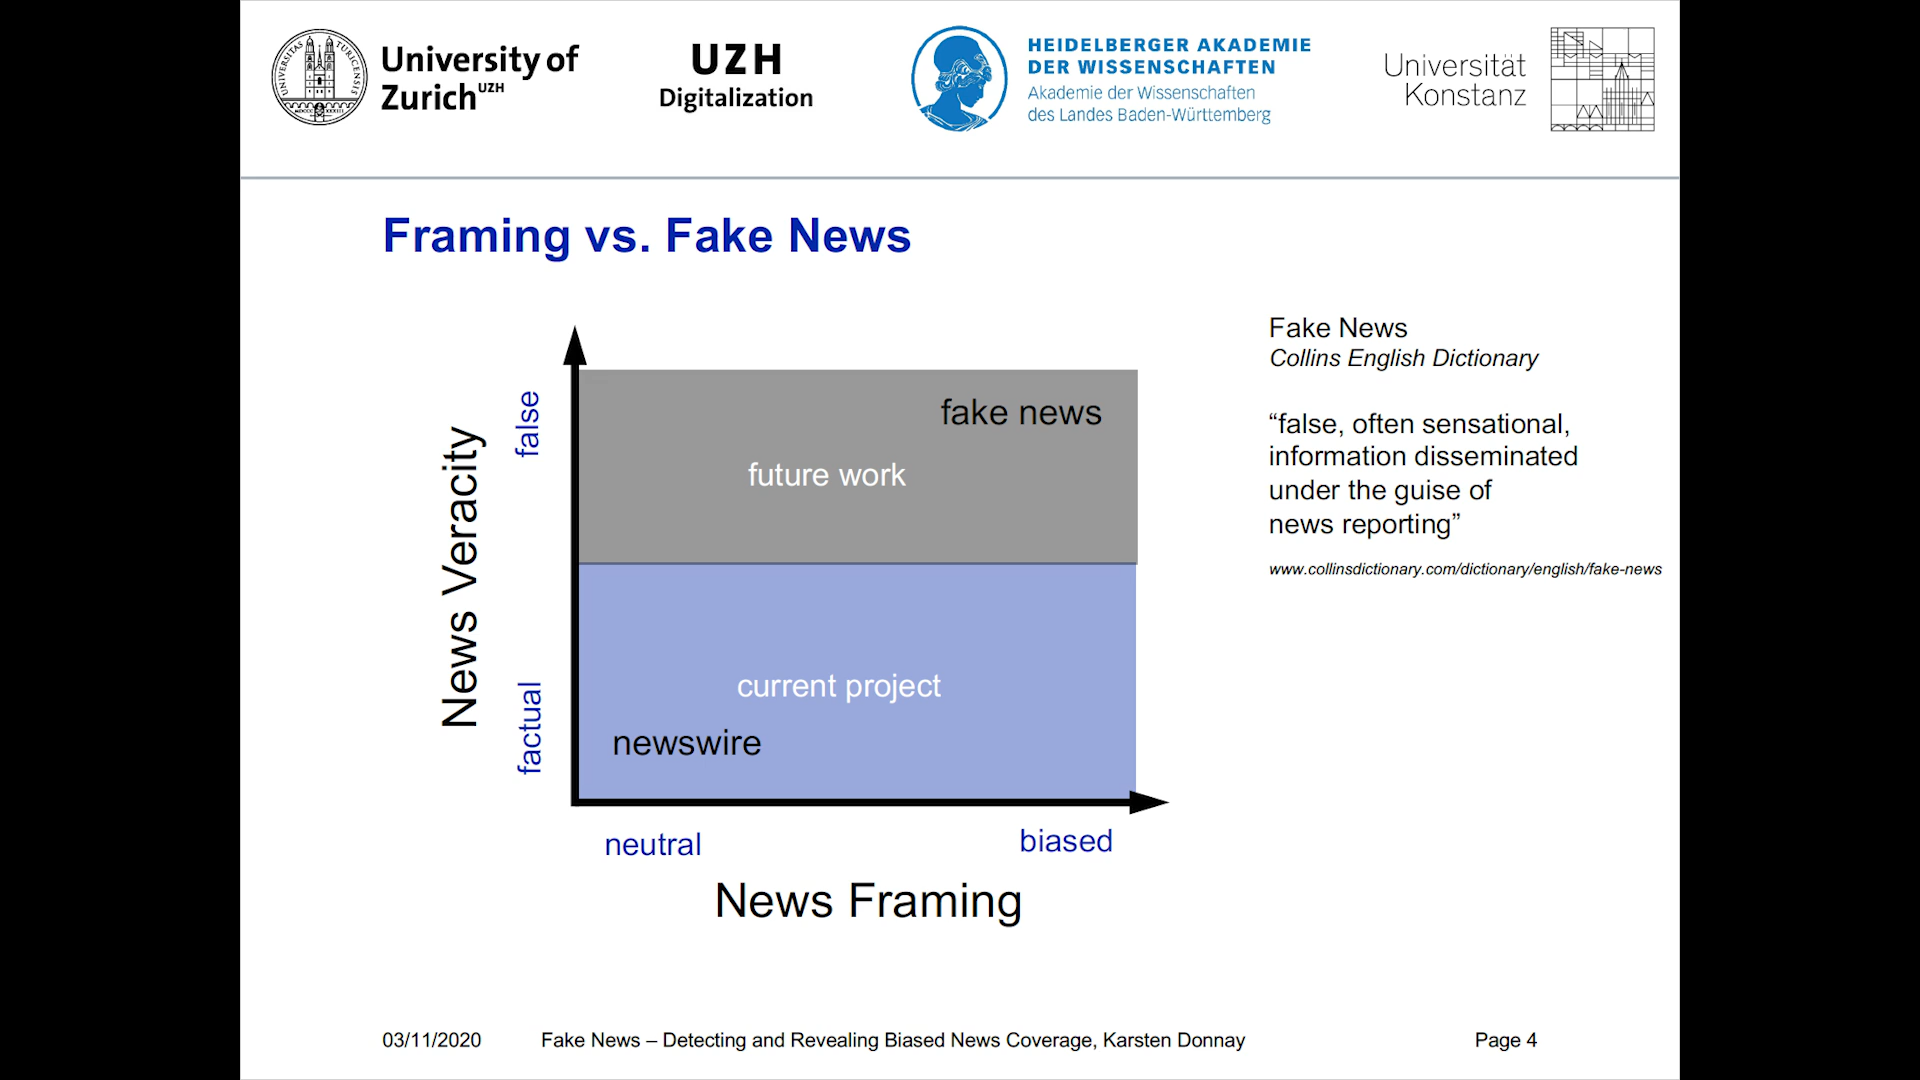 UNIVERSITAS TURICENSIS
University of
Zurich UZH
UZH
Digitalization
HEIDELBERGER AKADEMIE
DER WISSENSCHAFTEN
Akademie der Wissenschaften
des Landes Baden-Württemberg
Universität
Konstanz
Framing vs. Fake News
News Veracity
false
factual
fake news
future work
current project
newswire
neutral
biased
News Framing
Fake News
Collins English Dictionary
“false, often sensational,
information disseminated
under the guise of
news reporting”
www.collinsdictionary.com/dictionary/english/fake-news
03/11/2020
Fake News – Detecting and Revealing Biased News Coverage, Karsten Donnay
Page 4